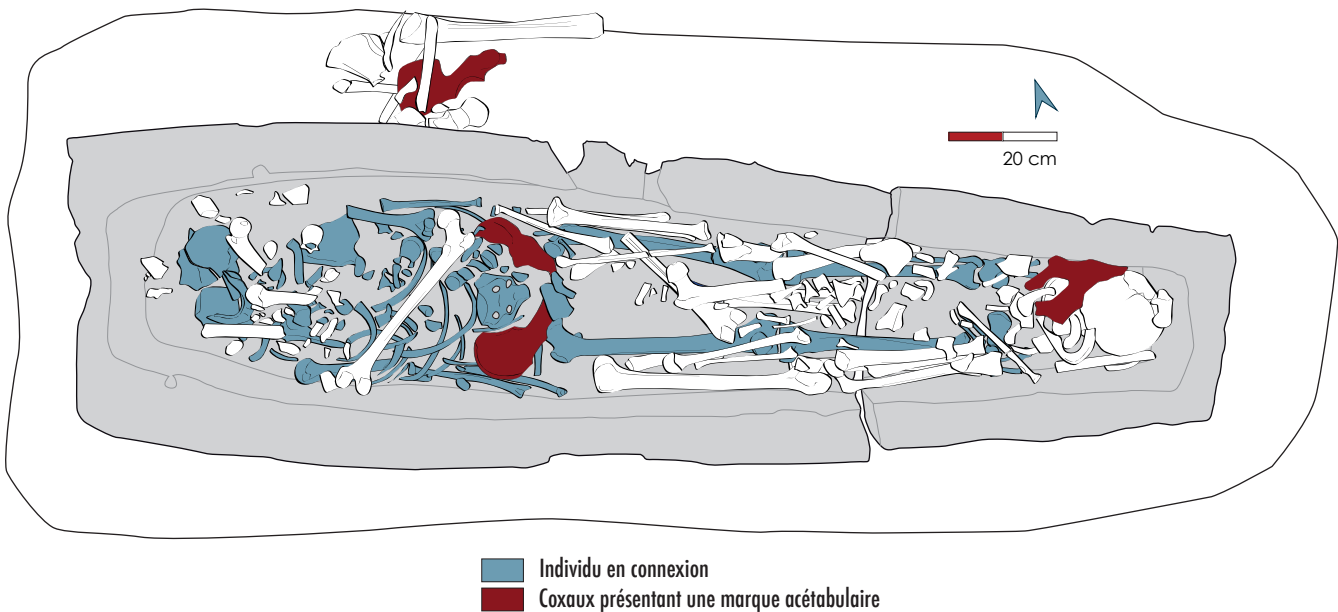 20 cm
Individu en connexion
Coxaux présentant une marque acétabulaire